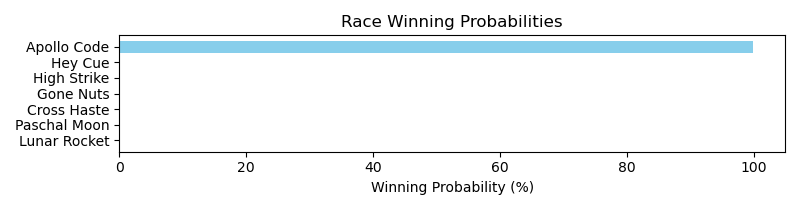 Race Winning Probabilities
Apollo Code
Hey Cue
High Strike
Gone Nuts
Cross Haste
Paschal Moon
Lunar Rocket
0 20 40 60 80 100
Winning Probability (%)